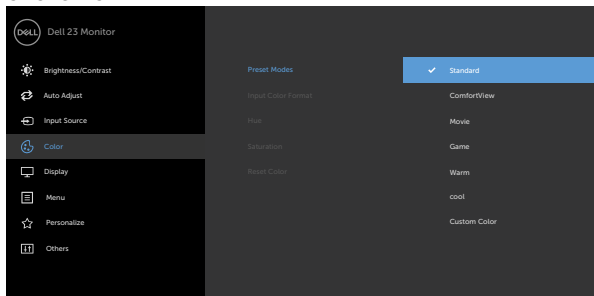 DELL
Dell 23 Monitor
Brightness/Contrast
Auto Adjust
Input Source
Color
Display
Menu
Personalize
Others
Preset Modes
Input Color Format
Hue
Saturation
Reset Color
Standard
ComfortView
Movie
Game
Warm
cool
Custom Color